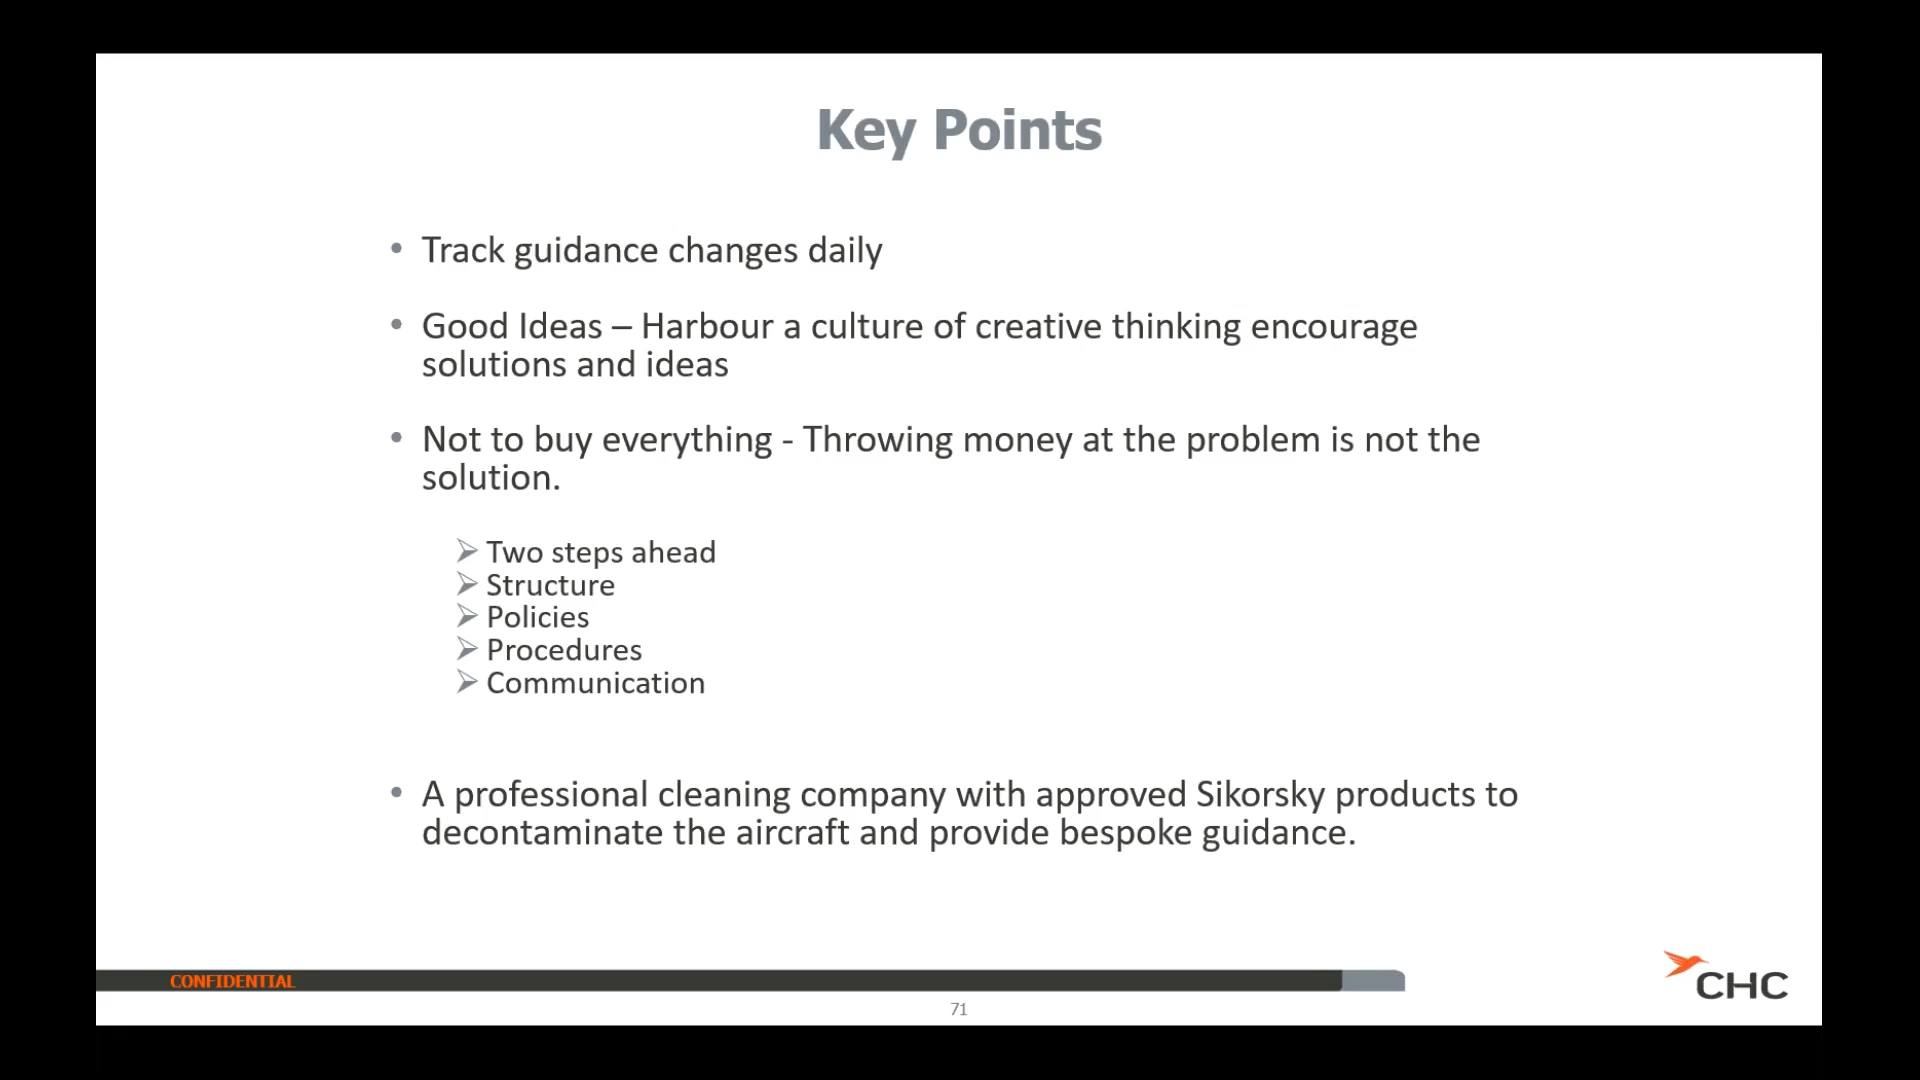 Key Points
• Track guidance changes daily
• Good Ideas – Harbour a culture of creative thinking encourage
solutions and ideas
• Not to buy everything - Throwing money at the problem is not the
solution.
➢ Two steps ahead
➢ Structure
➢ Policies
➢ Procedures
➢ Communication
• A professional cleaning company with approved Sikorsky products to
decontaminate the aircraft and provide bespoke guidance.
CONFIDENTIAL
CHC
71